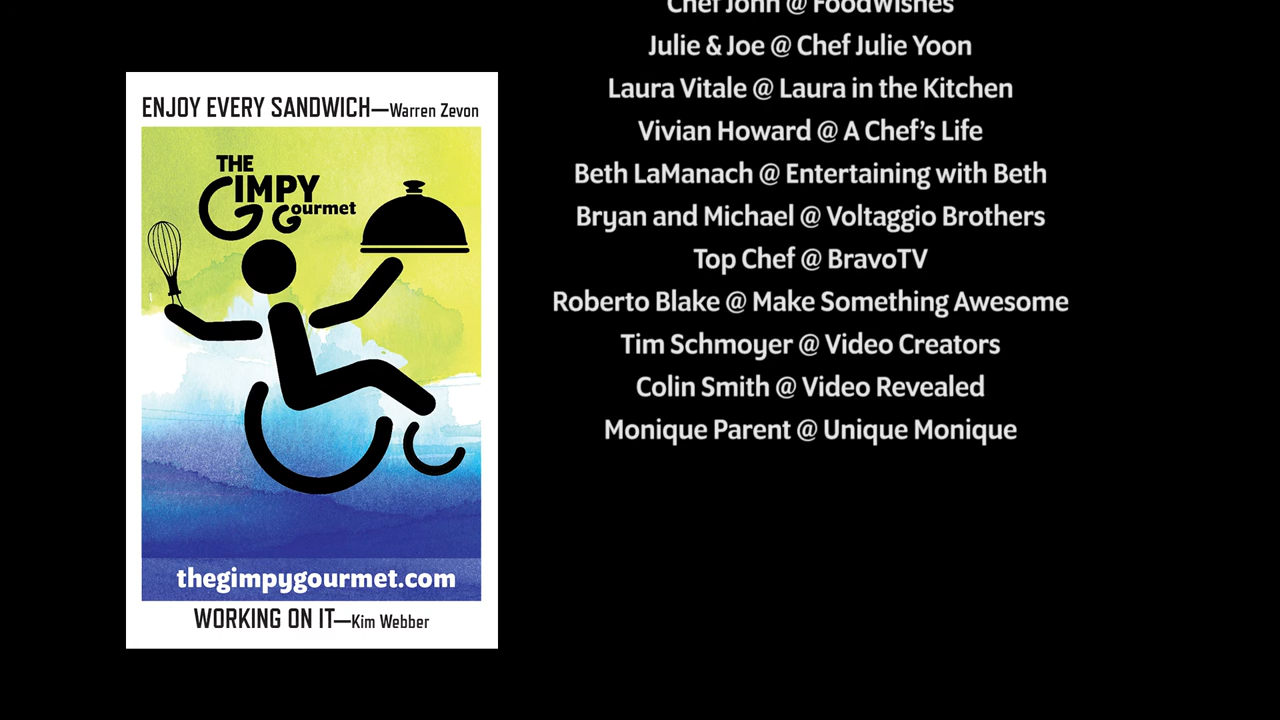 ENJOY EVERY SANDWICH—Warren Zevon
THE
GIMPY
Gourmet
thegimpygourmet.com
WORKING ON IT—Kim Webber
Chef John @ FoodWishes
Julie & Joe @ Chef Julie Yoon
Laura Vitale @ Laura in the Kitchen
Vivian Howard @ A Chef’s Life
Beth LaManach @ Entertaining with Beth
Bryan and Michael @ Voltaggio Brothers
Top Chef @ BravoTV
Roberto Blake @ Make Something Awesome
Tim Schmoyer @ Video Creators
Colin Smith @ Video Revealed
Monique Parent @ Unique Monique